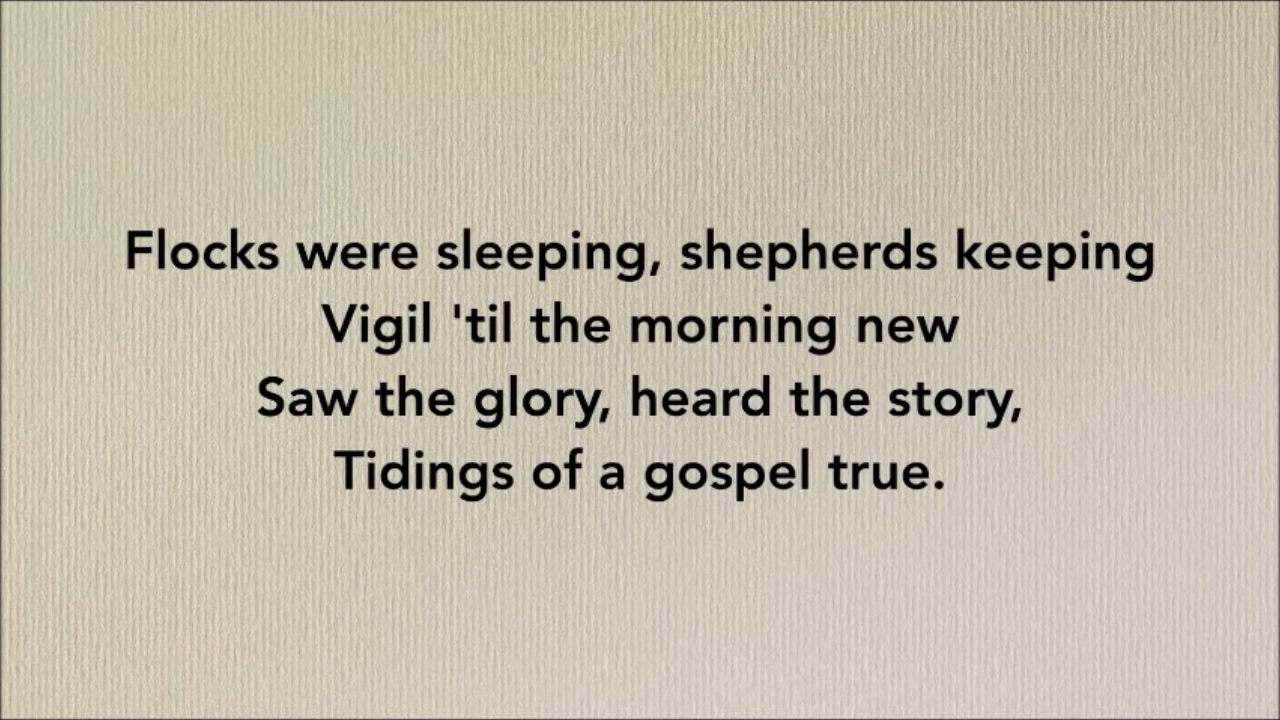 Flocks were sleeping, shepherds keeping
Vigil 'til the morning new
Saw the glory, heard the story,
Tidings of a gospel true.